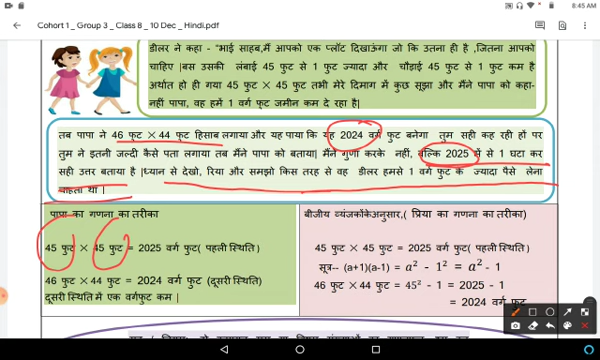 8:45 AM
Cohort 1 _ Group 3 _ Class 8 _ 10 Dec _ Hindi.pdf
डीलर ने कहा - "भाई साहब,मैं आपको एक प्लॉट दिखाऊंगा जो कि उतना ही है ,जितना आपको
चाहिए |बस उसकी लंबाई 45 फुट से 1 फुट ज्यादा और चौड़ाई 45 फुट से 1 फुट कम है
अर्थात हो ही गया 45 फुट × 45 फुट तभी मेरे दिमाग में कुछ सूझा और मैंने पापा को कहा-
नहीं पापा, वह हमें 1 वर्ग फुट जमीन कम दे रहा है|
तब पापा ने 46 फुट × 44 फुट हिसाब लगाया और यह पाया कि यह 2024 वर्ग फुट बनेगा तुम सही कह रही हो पर
तुम ने इतनी जल्दी कैसे पता लगाया तब मैंने पापा को बताया| मैंने गुणा करके नहीं, बल्कि 2025 में से 1 घटा कर
सही उत्तर बताया है |ध्यान से देखो, रिया और समझो किस तरह से वह डीलर हमसे 1 वर्ग फुट के ज्यादा पैसे लेना
चाहता था |
पापा का गणना का तरीका
45 फुट × 45 फुट = 2025 वर्ग फुट( पहली स्थिति )
46 फुट × 44 फुट = 2024 वर्ग फुट (दूसरी स्थिति)
दूसरी स्थिति में एक वर्गफुट कम |
बीजीय व्यंजकोंकेअनुसार,( प्रिया का गणना का तरीका)
45 फुट × 45 फुट = 2025 वर्ग फुट( पहली स्थिति )
सूत्र-- (a+1)(a-1) = a² - 1² = a² - 1
46 फुट × 44 फुट = 45² - 1 = 2025 - 1
= 2024 वर्ग फुट